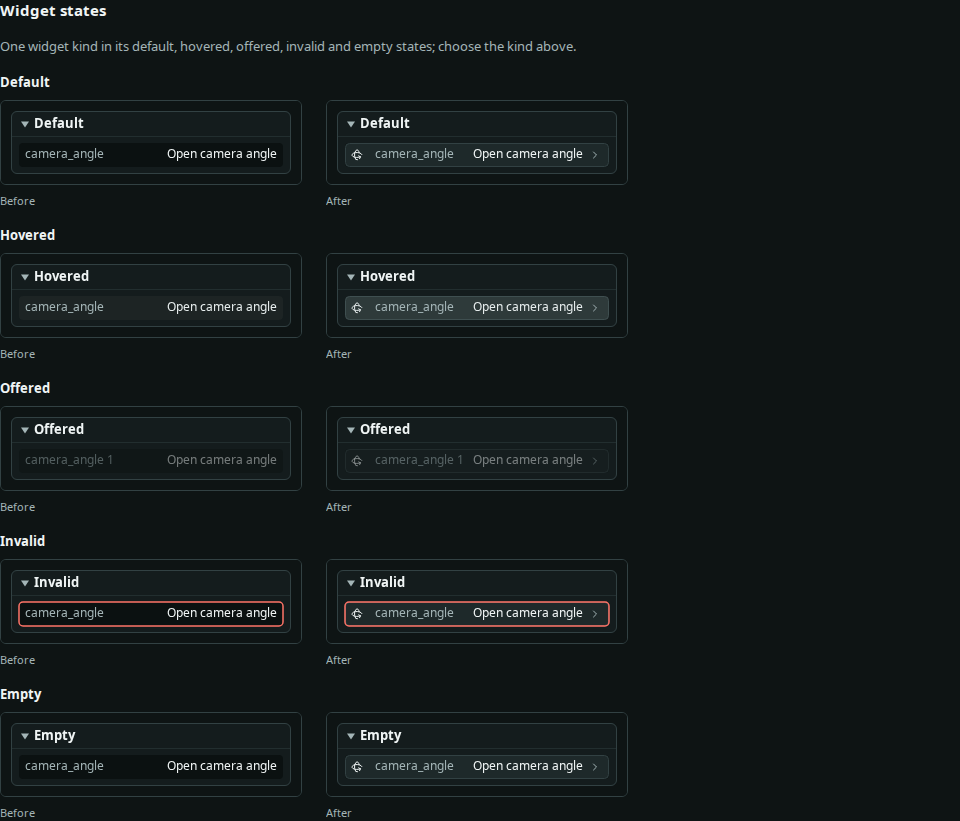 Widget states
One widget kind in its default, hovered, offered, invalid and empty states; choose the kind above.
Default
Default
camera_angle Open camera angle
Before
Default
camera_angle Open camera angle
After
Hovered
Hovered
camera_angle Open camera angle
Before
Hovered
camera_angle Open camera angle
After
Offered
Offered
camera_angle 1 Open camera angle
Before
Offered
camera_angle 1 Open camera angle
After
Invalid
Invalid
camera_angle Open camera angle
Before
Invalid
camera_angle Open camera angle
After
Empty
Empty
camera_angle Open camera angle
Before
Empty
camera_angle Open camera angle
After